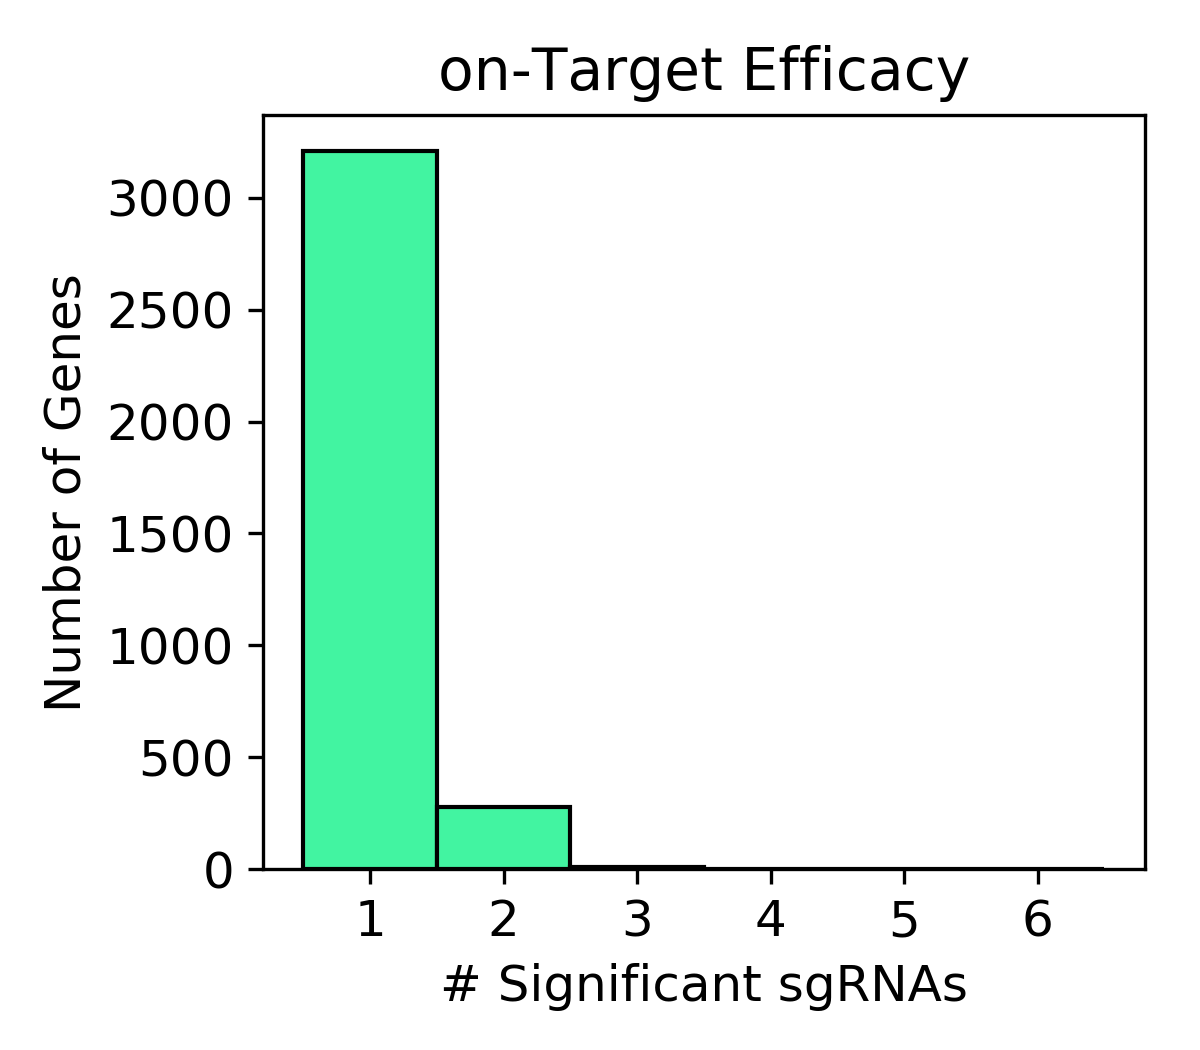 on-Target Efficacy
Number of Genes
3000
2500
2000
1500
1000
500
0
1 2 3 4 5 6
# Significant sgRNAs